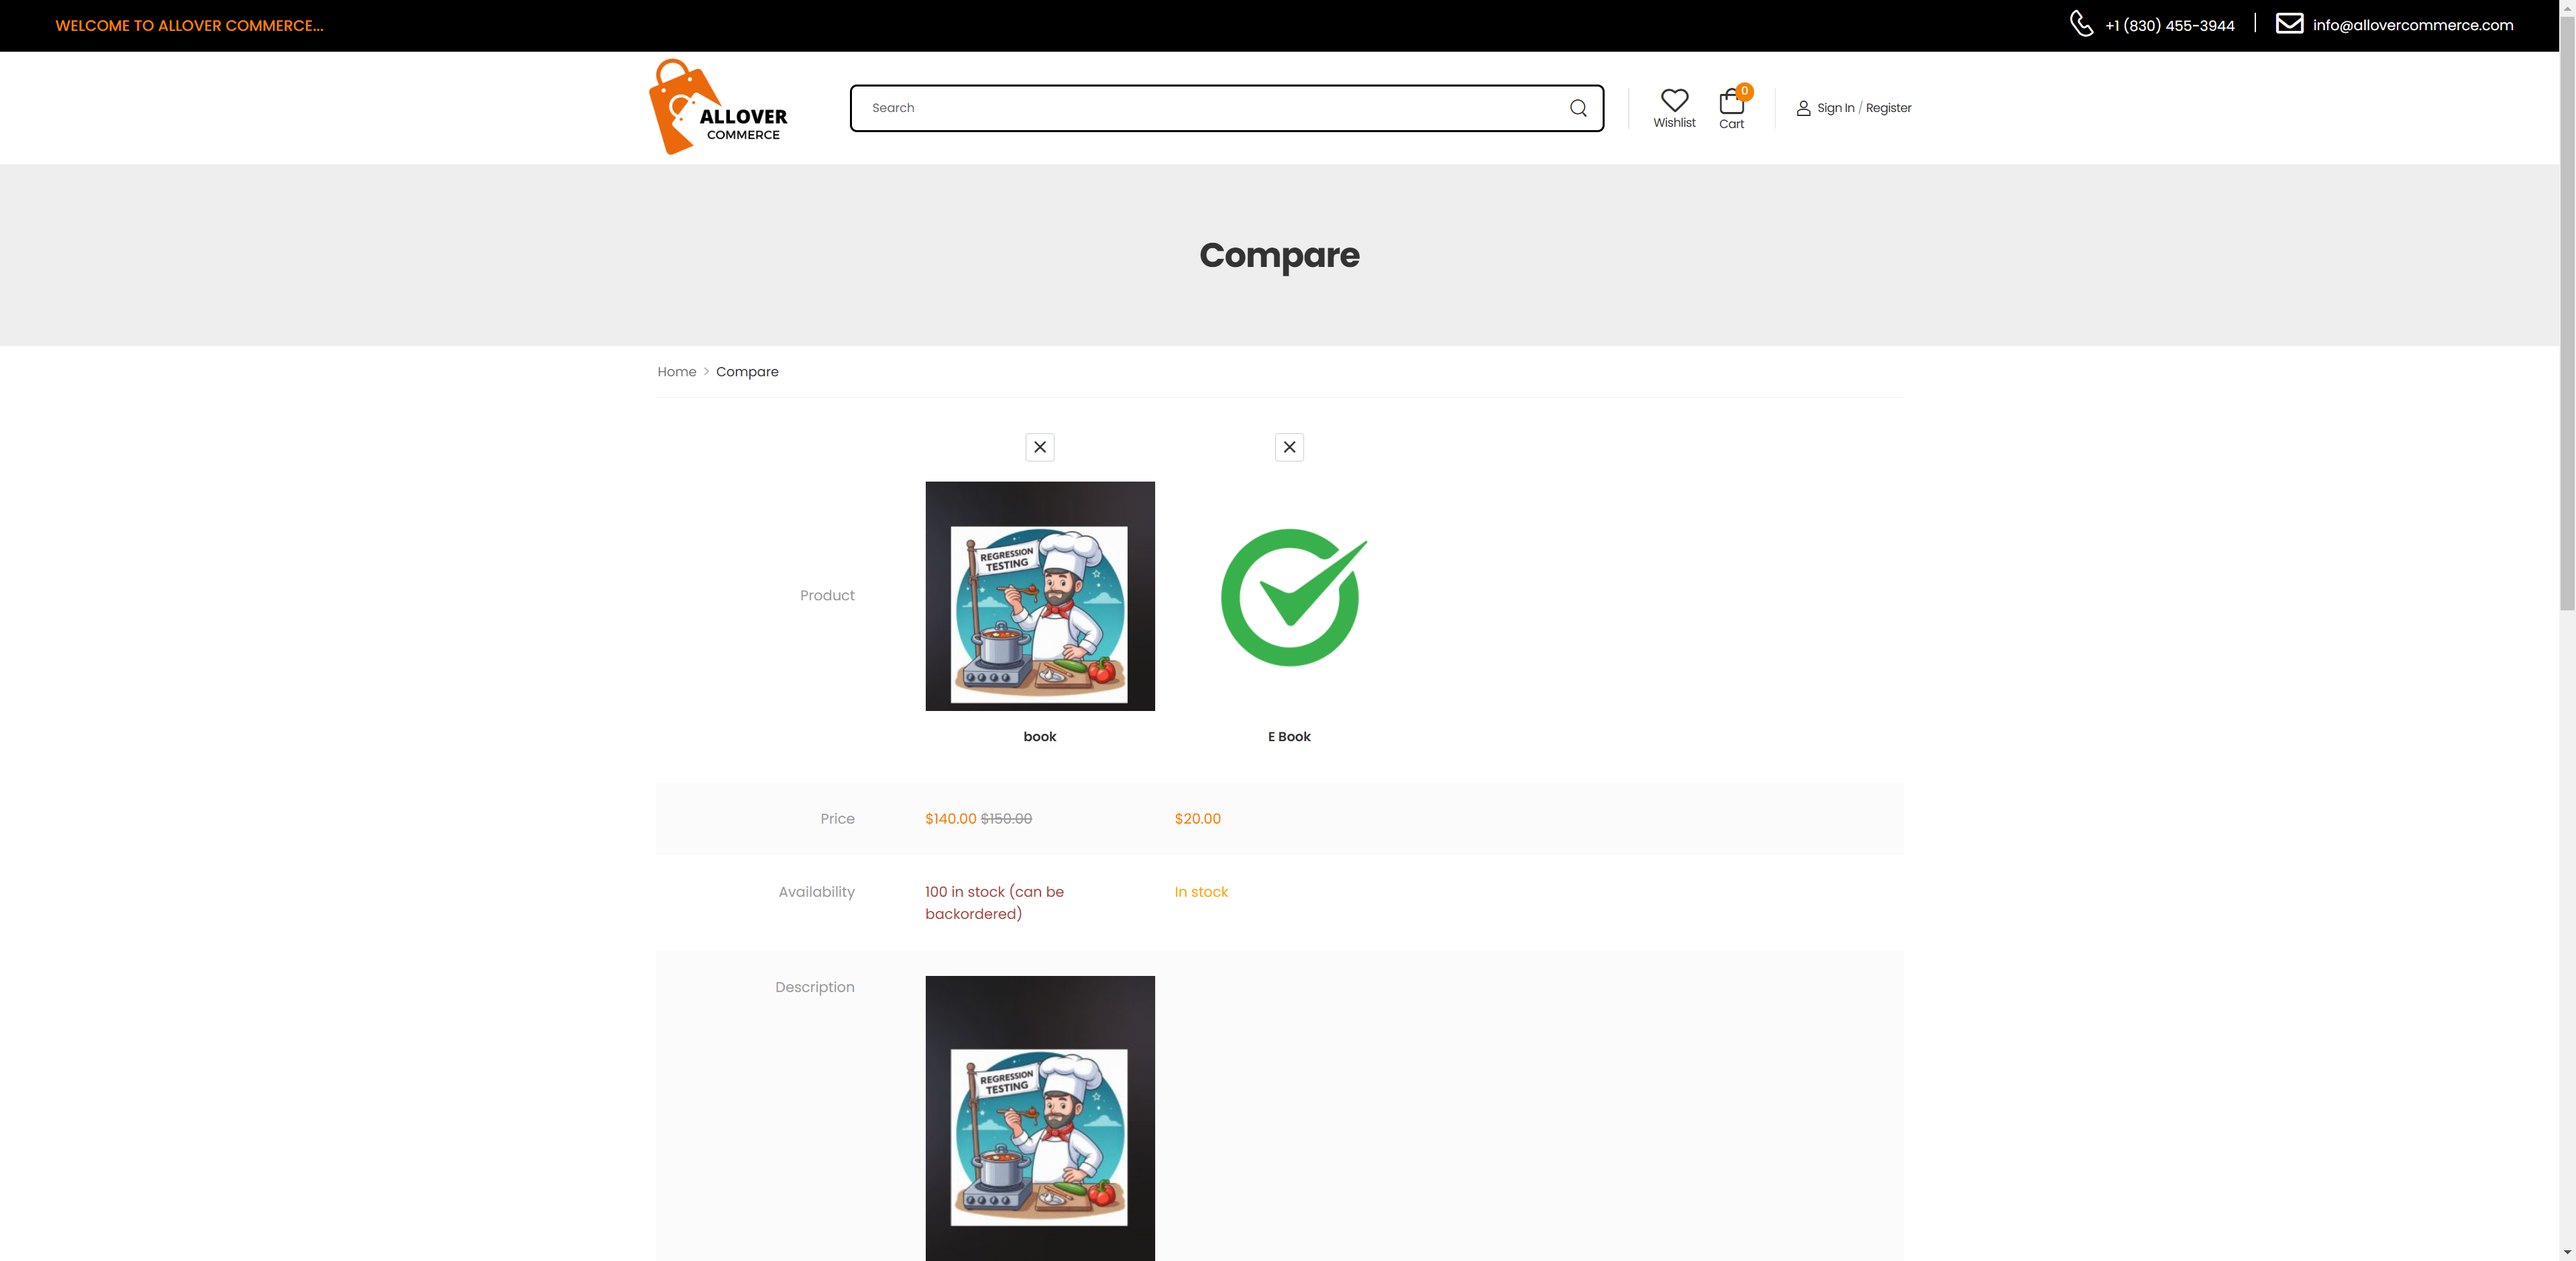 WELCOME TO ALLOVER COMMERCE...
+1 (830) 455-3944
info@allovercommerce.com
ALLOVER
COMMERCE
Search
Wishlist
0
Cart
Sign In / Register
Compare
Home > Compare
Product
REGRESSION
TESTING
book
E Book
Price
$140.00 $150.00
$20.00
Availability
100 in stock (can be
backordered)
In stock
Description
REGRESSION
TESTING